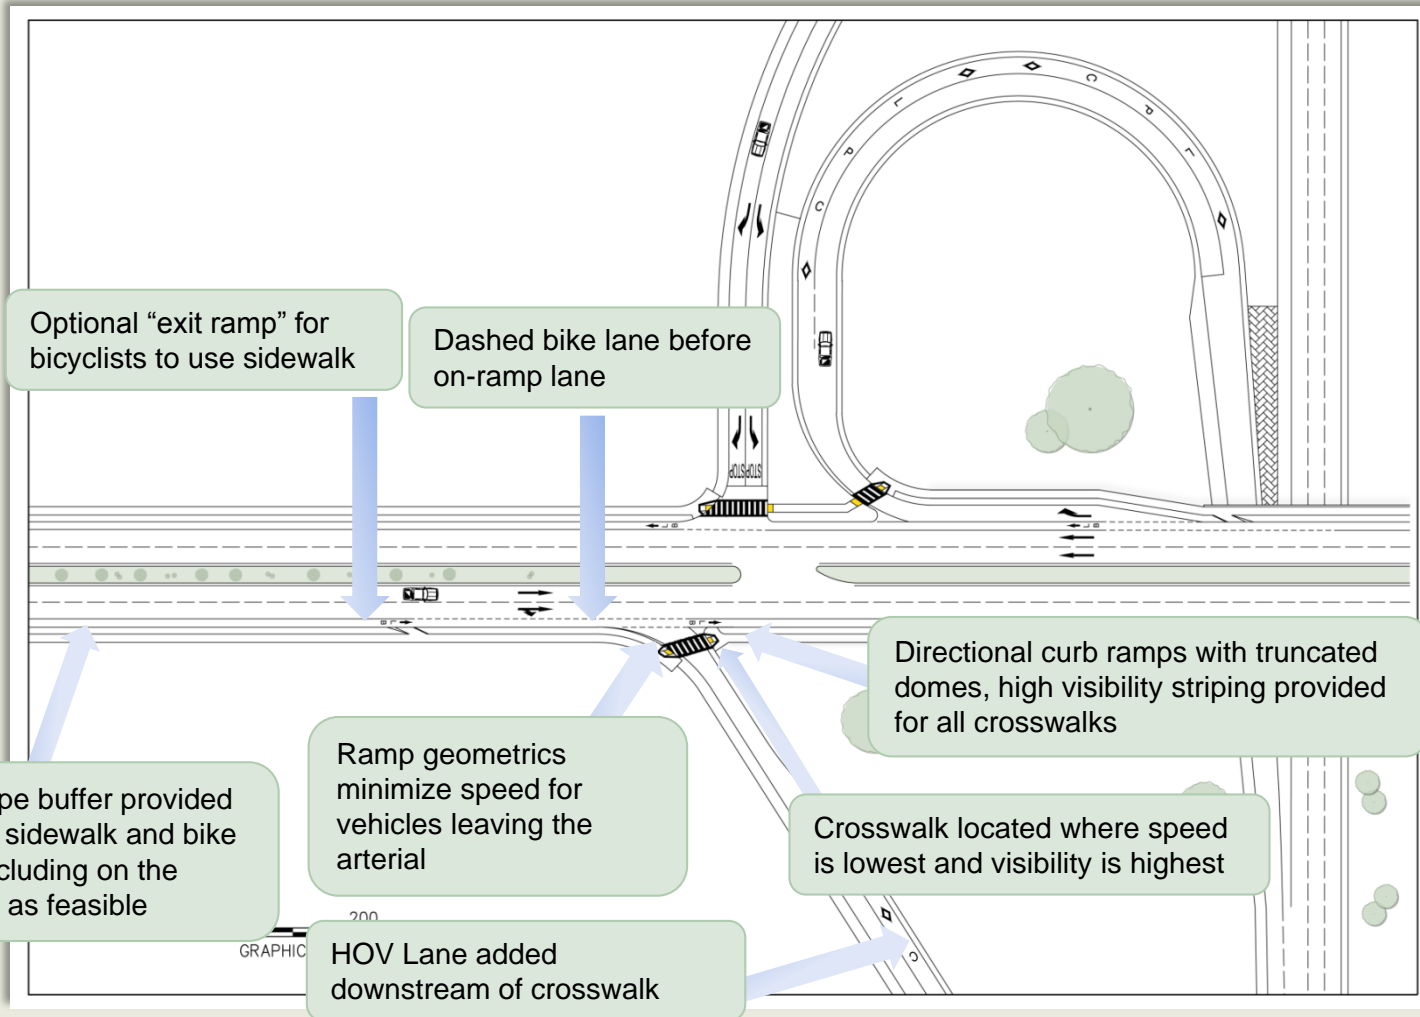 Optional “exit ramp” for
bicyclists to use sidewalk
Dashed bike lane before
on-ramp lane
C
P
L
C
P
L
STOP
STOP
L B
L B
B L
B L
Directional curb ramps with truncated
domes, high visibility striping provided
for all crosswalks
Ramp geometrics
minimize speed for
vehicles leaving the
arterial
pe buffer provided
sidewalk and bike
cluding on the
as feasible
Crosswalk located where speed
is lowest and visibility is highest
200
GRAPHIC
HOV Lane added
downstream of crosswalk
C